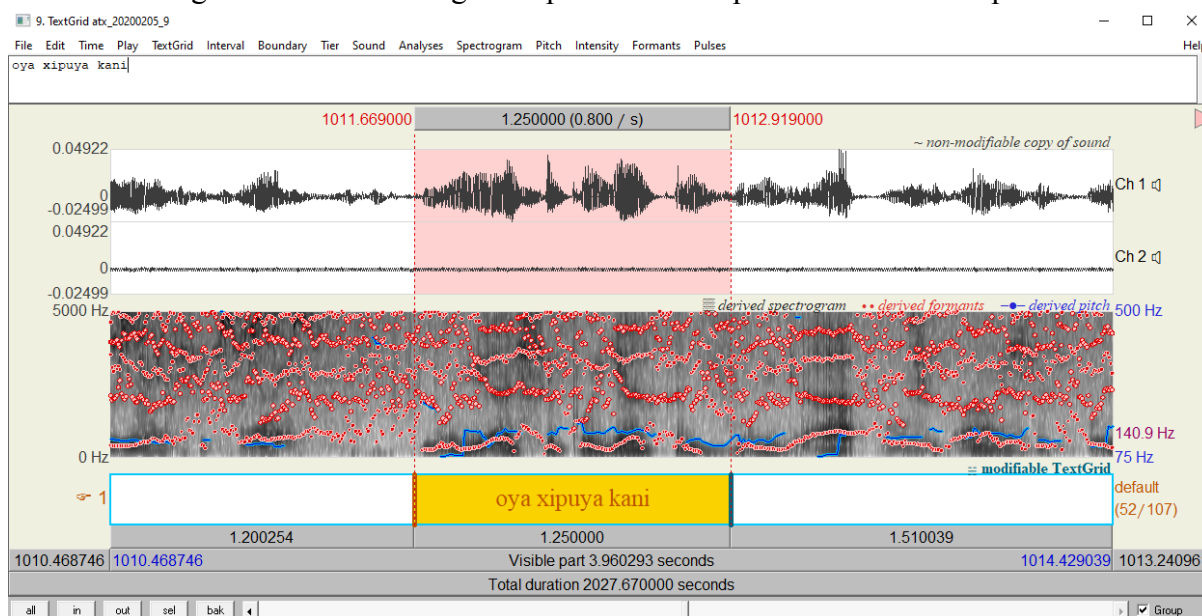 9. TextGrid atx_20200205_9
File Edit Time Play TextGrid Interval Boundary Tier Sound Analyses Spectrogram Pitch Intensity Formants Pulses Help
oya xipuya kani
1011.669000 1.250000 (0.800 / s) 1012.919000
~ non-modifiable copy of sound
0.04922
0
-0.02499
Ch 1
0.04922
0
-0.02499
Ch 2
derived spectrogram derived formants derived pitch
5000 Hz 500 Hz
140.9 Hz
0 Hz 75 Hz
modifiable TextGrid
1 oya xipuya kani default
(52/107)
1.200254 1.250000 1.510039
1010.468746 1010.468746 Visible part 3.960293 seconds 1014.429039 1013.24096
Total duration 2027.670000 seconds
all in out sel bak Group